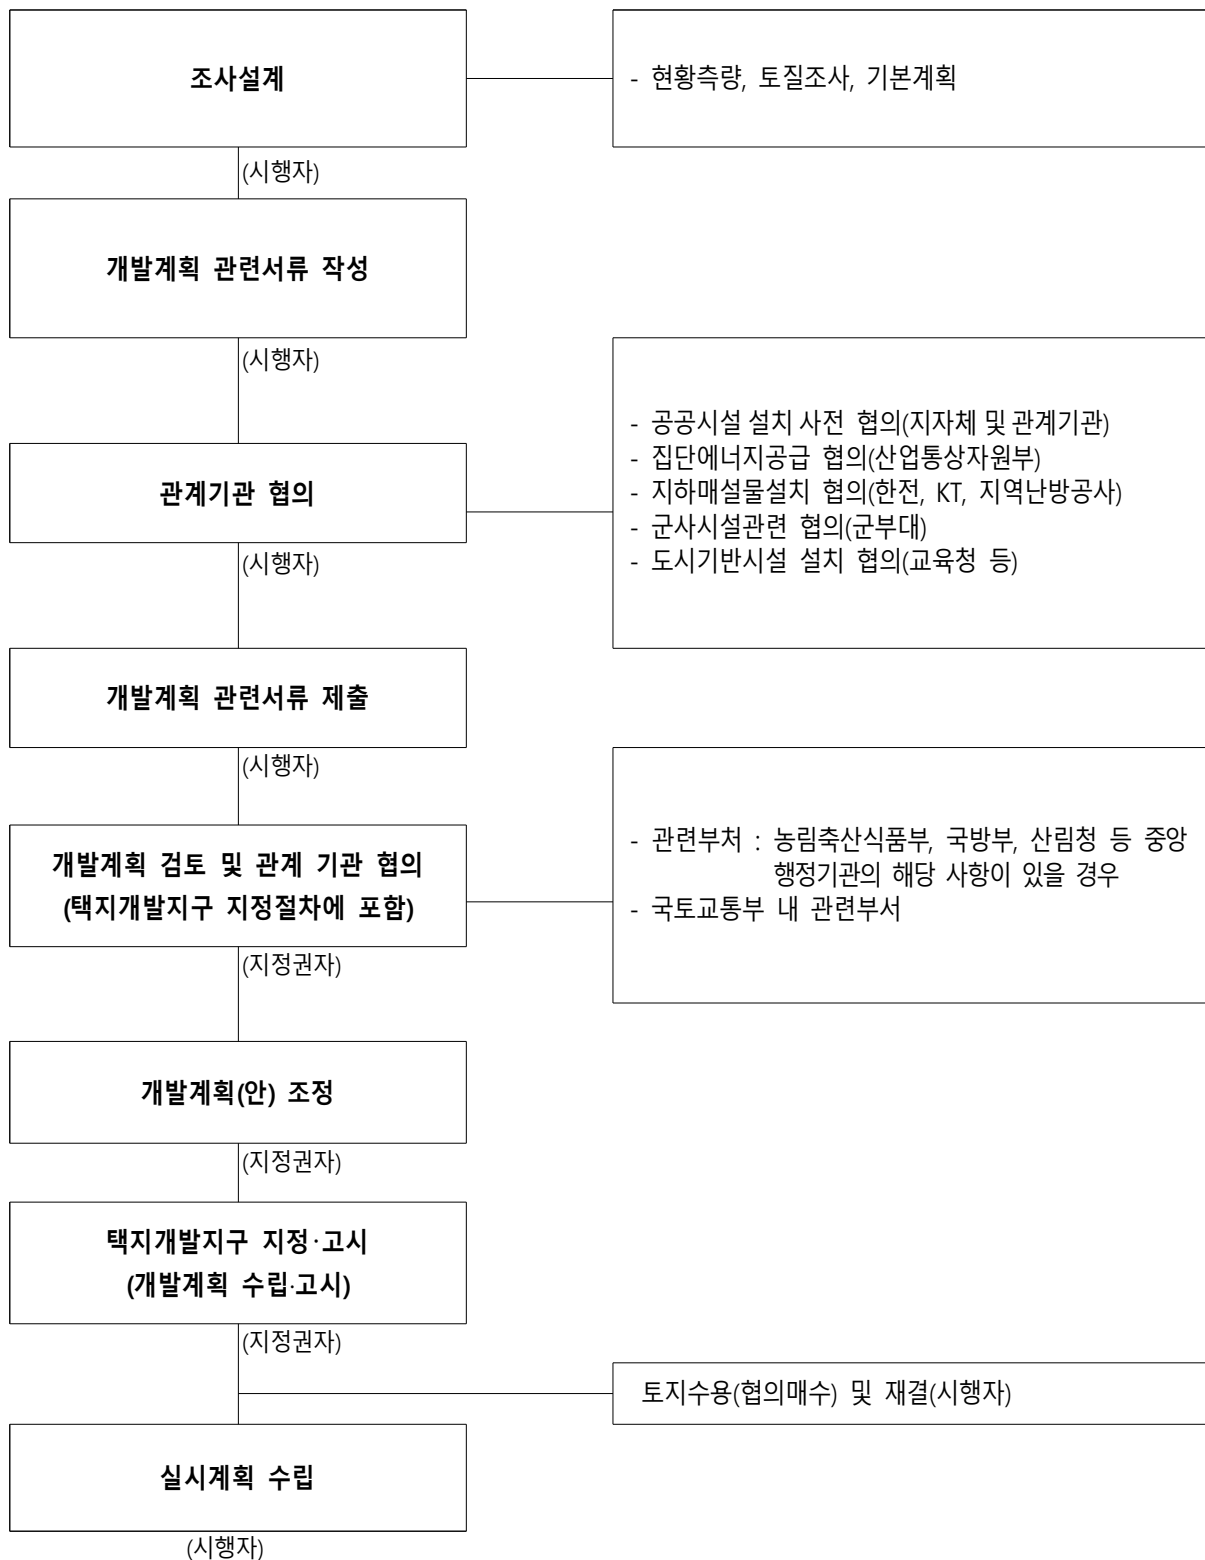 조사설계
- 현황측량, 토질조사, 기본계획
(시행자)
개발계획 관련서류 작성
(시행자)
관계기관 협의
- 공공시설 설치 사전 협의(지자체 및 관계기관)
- 집단에너지공급 협의(산업통상자원부)
- 지하매설물설치 협의(한전, KT, 지역난방공사)
- 군사시설관련 협의(군부대)
- 도시기반시설 설치 협의(교육청 등)
(시행자)
개발계획 관련서류 제출
(시행자)
개발계획 검토 및 관계 기관 협의
(택지개발지구 지정절차에 포함)
- 관련부처 : 농림축산식품부, 국방부, 산림청 등 중앙
행정기관의 해당 사항이 있을 경우
- 국토교통부 내 관련부서
(지정권자)
개발계획(안) 조정
(지정권자)
택지개발지구 지정·고시
(개발계획 수립·고시)
(지정권자)
토지수용(협의매수) 및 재결(시행자)
실시계획 수립
(시행자)